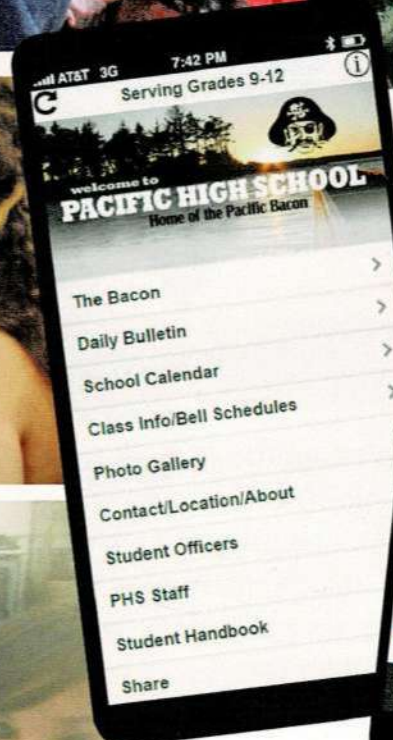 AT&T 3G 7:42 PM
Serving Grades 9-12
welcome to
PACIFIC HIGH SCHOOL
Home of the Pacific Bacon
The Bacon
Daily Bulletin
School Calendar
Class Info/Bell Schedules
Photo Gallery
Contact/Location/About
Student Officers
PHS Staff
Student Handbook
Share